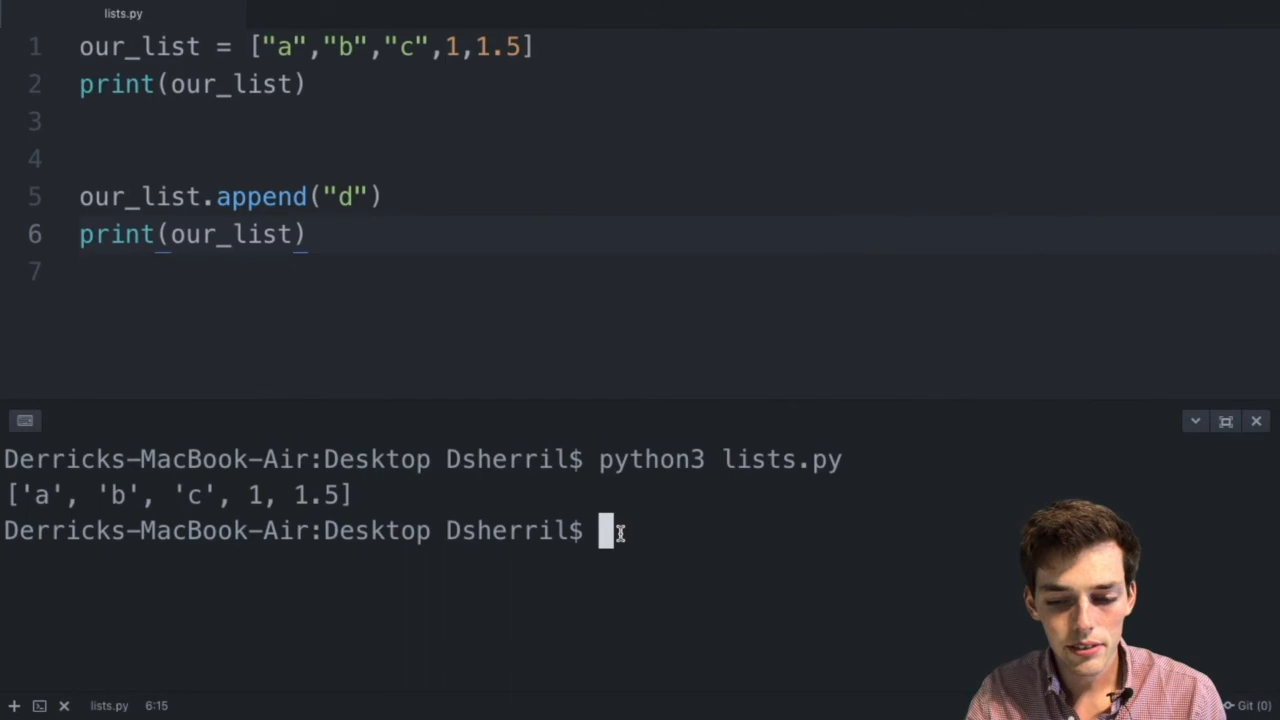 lists.py
1 our_list = ["a","b","c",1,1.5]
2 print(our_list)
3
4
5 our_list.append("d")
6 print(our_list)
7
Derricks-MacBook-Air:Desktop Dsherril$ python3 lists.py
['a', 'b', 'c', 1, 1.5]
Derricks-MacBook-Air:Desktop Dsherril$
lists.py 6:15 Git (0)